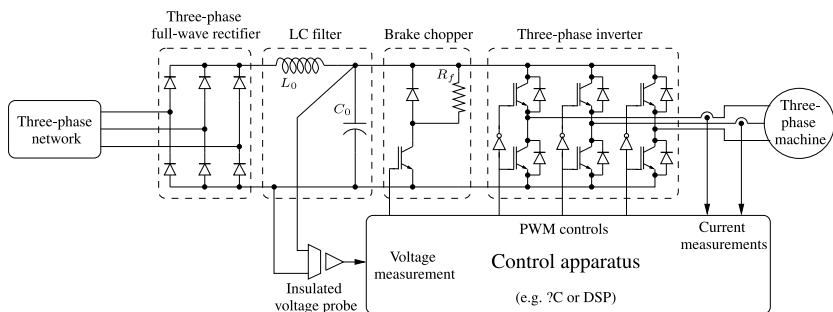 Three-phase
full-wave rectifier
LC filter
Brake chopper
Three-phase inverter
L0
C0
Rf
Three-phase
network
Three-
phase
machine
PWM controls
Voltage
measurement
Current
measurements
Control apparatus
(e.g. ?C or DSP)
Insulated
voltage probe